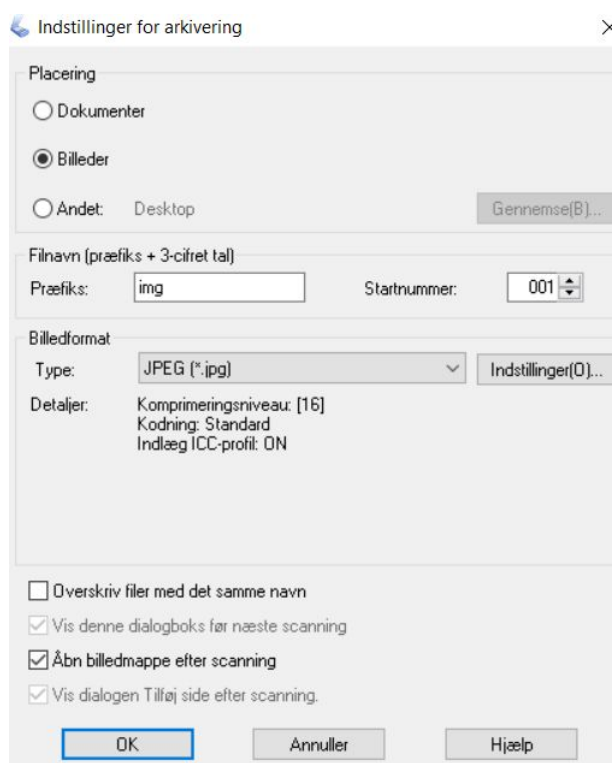 Indstillinger for arkivering
Placering
Dokumenter
Billeder
Andet: Desktop Gennemse(B)...
Filnavn (præfiks + 3-cifret tal)
Præfiks: img Startnummer: 001
Billedformat
Type: JPEG (*.jpg) Indstillinger(O)...
Detaljer: Komprimeringsniveau: [16]
Kodning: Standard
Indlæg ICC-profil: ON
Overskriv filer med det samme navn
Vis denne dialogboks før næste scanning
Åbn billedmappe efter scanning
Vis dialogen Tilføj side efter scanning.
OK Annuller Hjælp